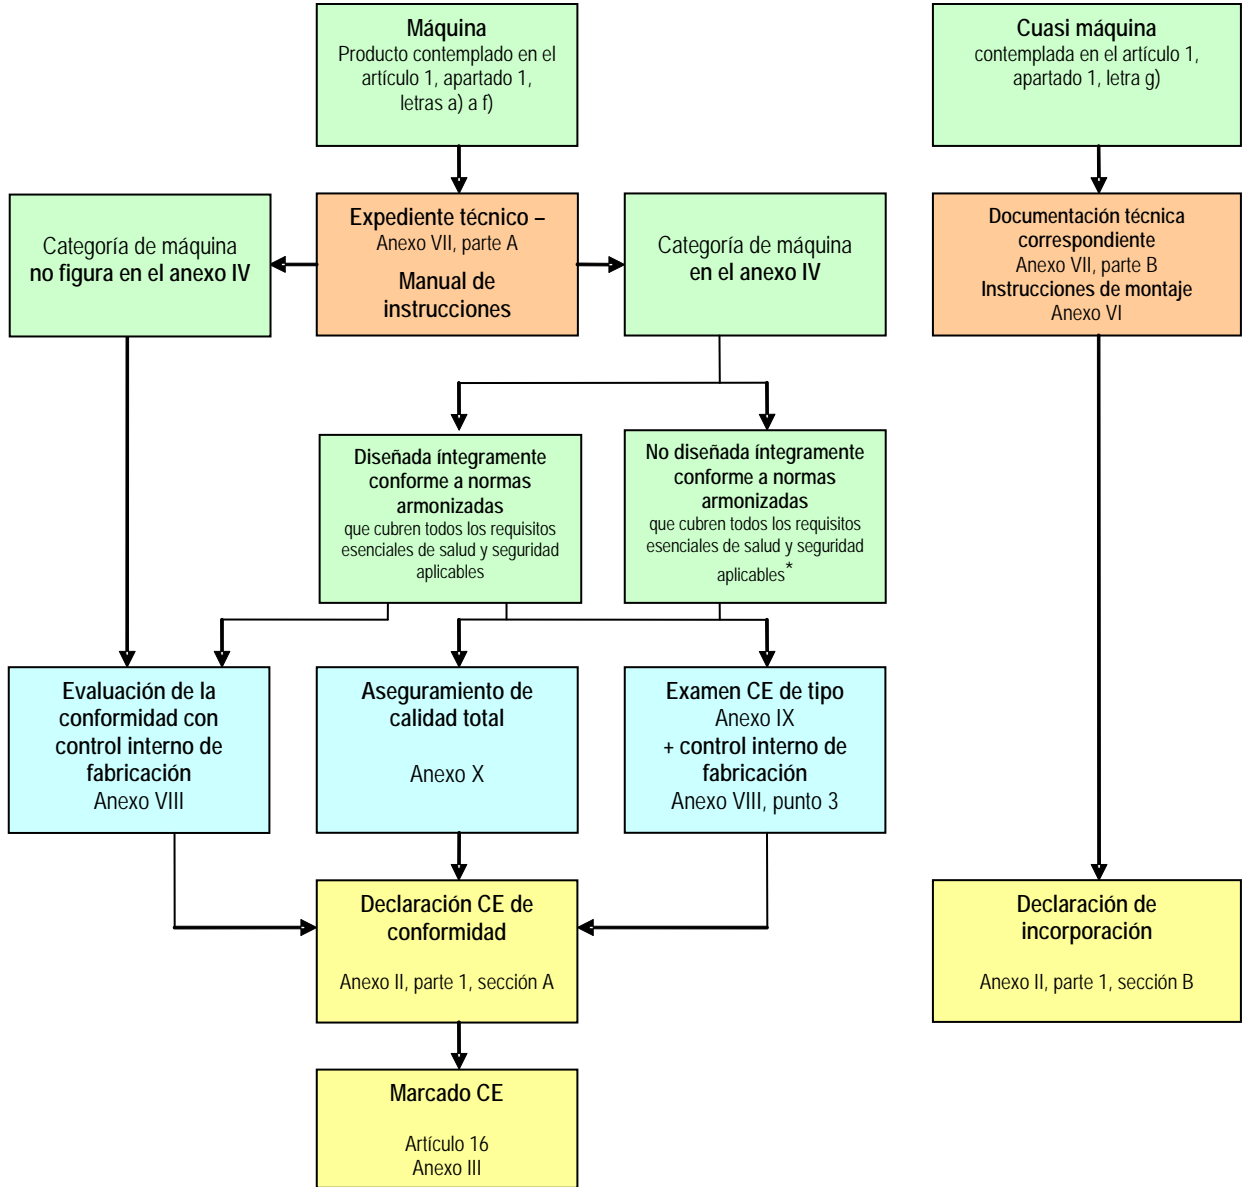 Máquina
Producto contemplado en el
artículo 1, apartado 1,
letras a) a f)
Cuasi máquina
contemplada en el artículo 1,
apartado 1, letra g)
Categoría de máquina
no figura en el anexo IV
Expediente técnico –
Anexo VII, parte A
Manual de
instrucciones
Categoría de máquina
en el anexo IV
Documentación técnica
correspondiente
Anexo VII, parte B
Instrucciones de montaje
Anexo VI
Diseñada íntegramente
conforme a normas
armonizadas
que cubren todos los requisitos
esenciales de salud y seguridad
aplicables
No diseñada íntegramente
conforme a normas
armonizadas
que cubren todos los requisitos
esenciales de salud y seguridad
aplicables*
Evaluación de la
conformidad con
control interno de
fabricación
Anexo VIII
Aseguramiento de
calidad total
Anexo X
Examen CE de tipo
Anexo IX
+ control interno de
fabricación
Anexo VIII, punto 3
Declaración CE de
conformidad
Anexo II, parte 1, sección A
Declaración de
incorporación
Anexo II, parte 1, sección B
Marcado CE
Artículo 16
Anexo III